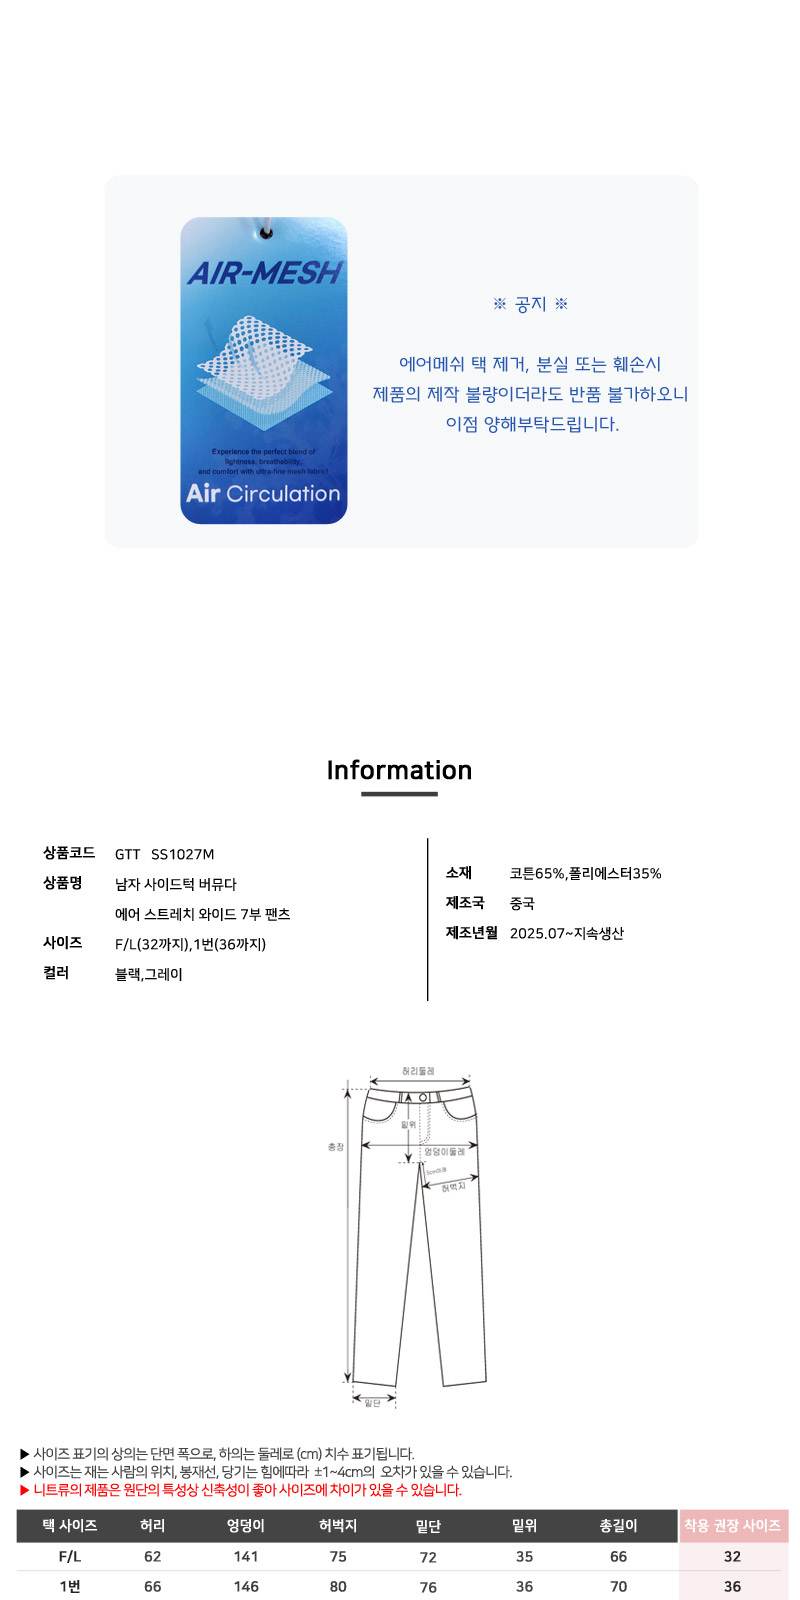 AIR-MESH
Experience the perfect blend of
lightness, breathability,
and comfort with ultra-fine mesh fabric!
Air Circulation
※ 공지 ※
에어메쉬 택 제거, 분실 또는 훼손시
제품의 제작 불량이더라도 반품 불가하오니
이점 양해부탁드립니다.
Information
상품코드 GTT SS1027M
상품명 남자 사이드턱 버뮤다
에어 스트레치 와이드 7부 팬츠
사이즈 F/L(32까지),1번(36까지)
컬러 블랙,그레이
소재 코튼65%,폴리에스터35%
제조국 중국
제조년월 2025.07~지속생산
허리둘레
밑위
총장
엉덩이둘레
허벅지
밑단
▶ 사이즈 표기의 상의는 단면 폭으로, 하의는 둘레로 (cm) 치수 표기됩니다.
▶ 사이즈는 재는 사람의 위치, 봉재선, 당기는 힘에따라 ±1~4cm의 오차가 있을 수 있습니다.
▶ 니트류의 제품은 원단의 특성상 신축성이 좋아 사이즈에 차이가 있을 수 있습니다.
택 사이즈 허리 엉덩이 허벅지 밑단 밑위 총길이 착용 권장 사이즈
F/L 62 141 75 72 35 66 32
1번 66 146 80 76 36 70 36